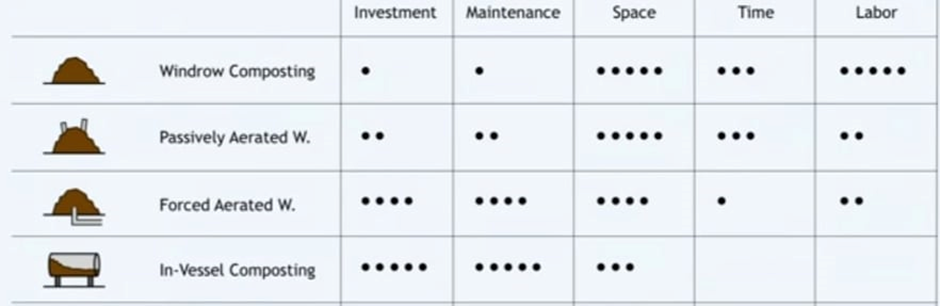 Investment Maintenance Space Time Labor
Windrow Composting • • ••••• ••• •••••
Passively Aerated W. •• •• ••••• ••• ••
Forced Aerated W. •••• •••• •••• • ••
In-Vessel Composting ••••• ••••• •••